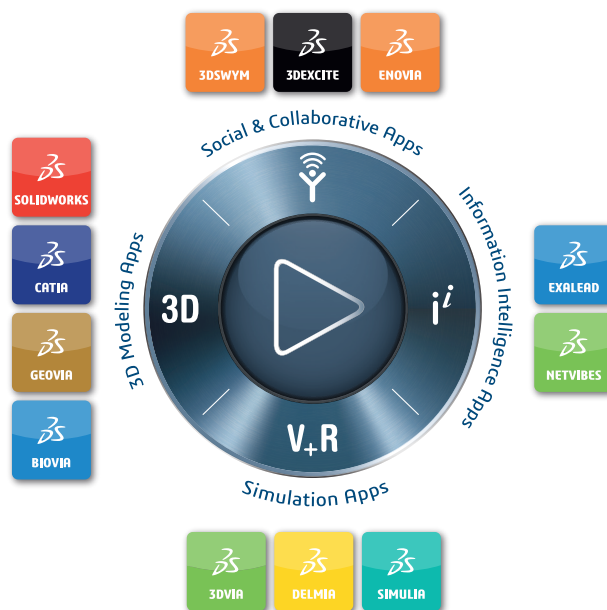 3DSWYM
3DEXCITE
ENOVIA
Social & Collaborative Apps
SOLIDWORKS
CATIA
GEOVIA
BIOVIA
3D Modeling Apps
3D
i i
Information Intelligence Apps
EXALEAD
NETVIBES
V+R
Simulation Apps
3DVIA
DELMIA
SIMULIA